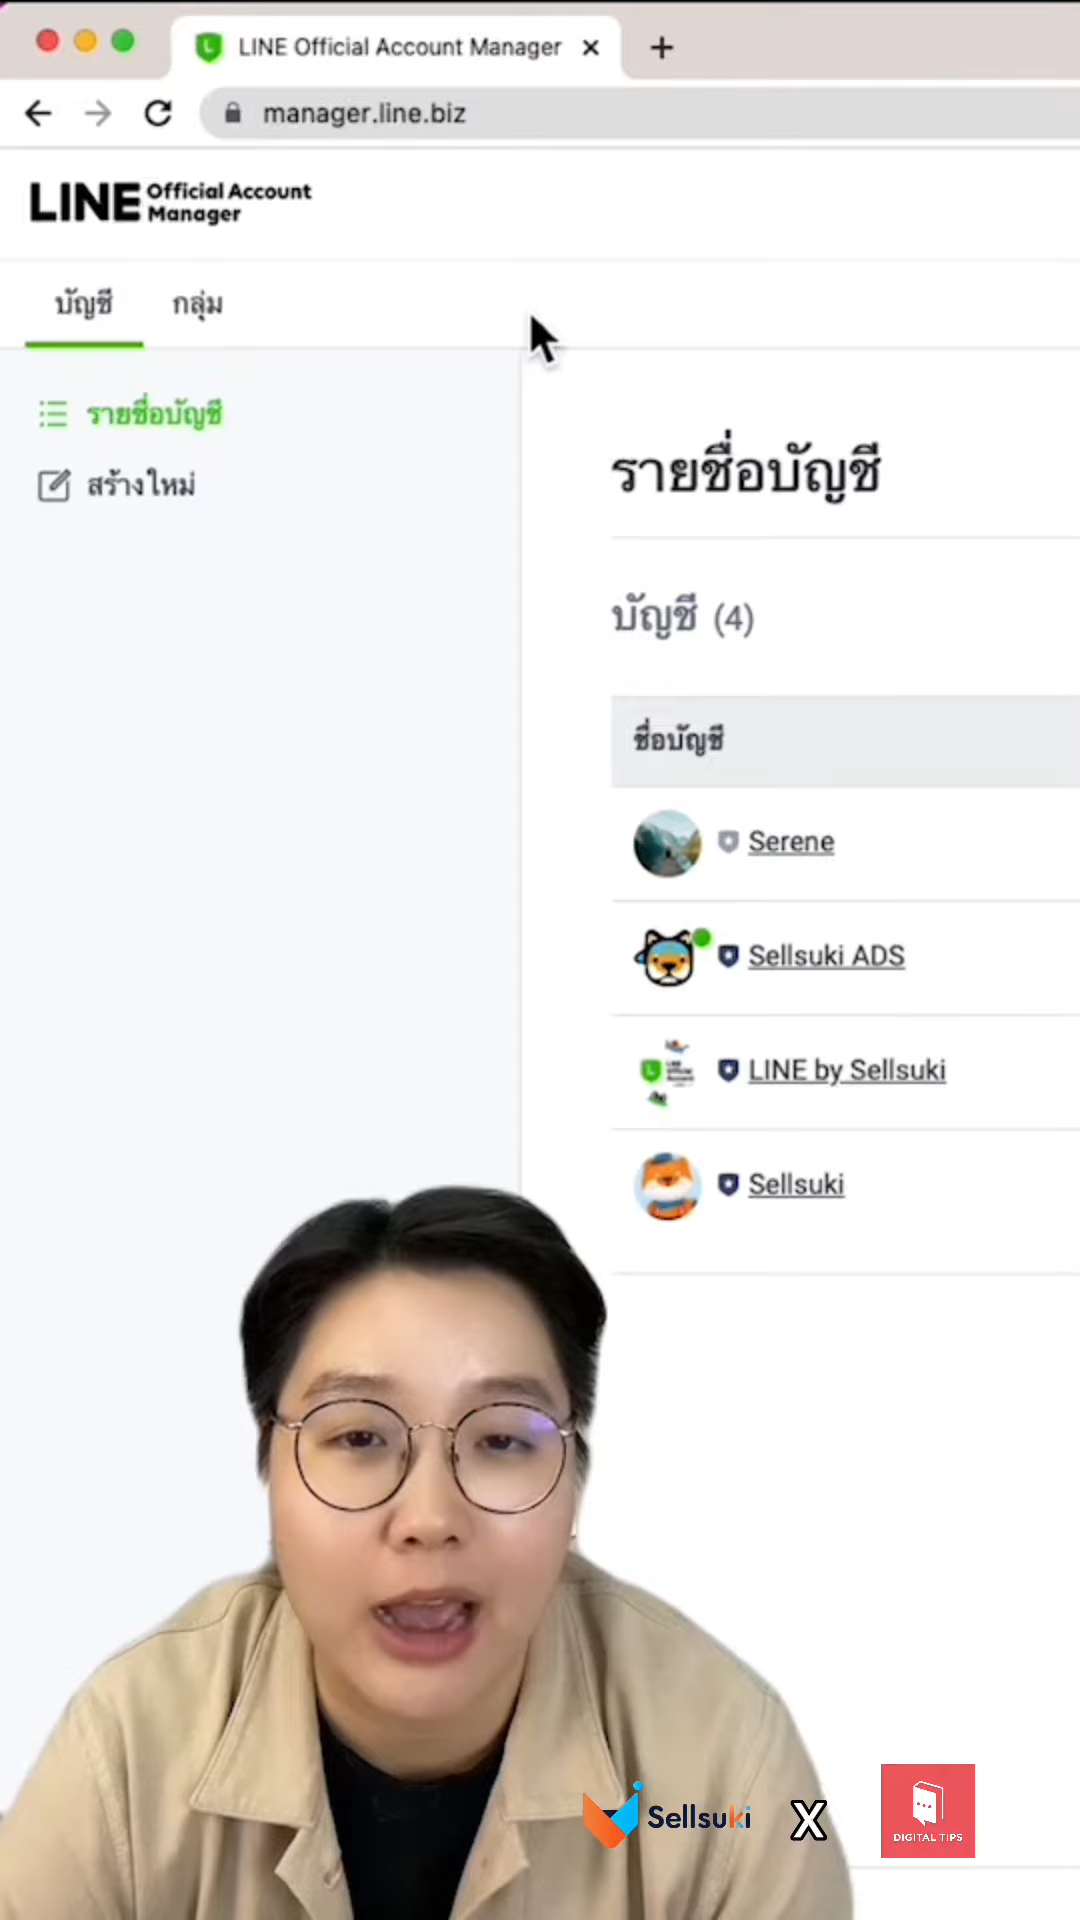 LINE Official Account Manager
manager.line.biz
LINE Official Account
Manager
บัญชี กลุ่ม
รายชื่อบัญชี
สร้างใหม่
รายชื่อบัญชี
บัญชี (4)
ชื่อบัญชี
Serene
Sellsuki ADS
LINE by Sellsuki
Sellsuki
Sellsuki X DIGITAL TIPS